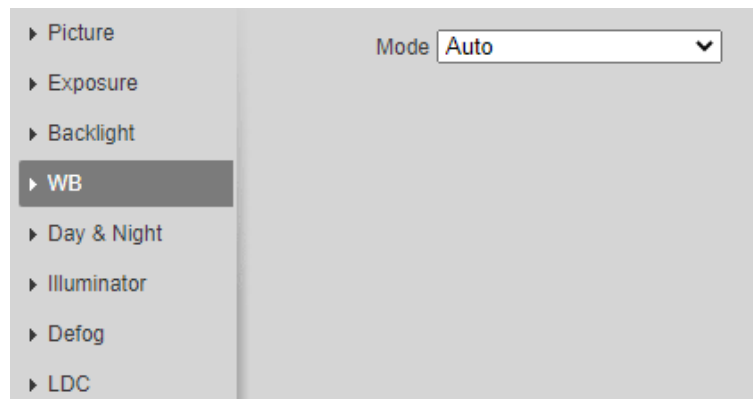 Picture
Mode Auto
Exposure
Backlight
WB
Day & Night
Illuminator
Defog
LDC